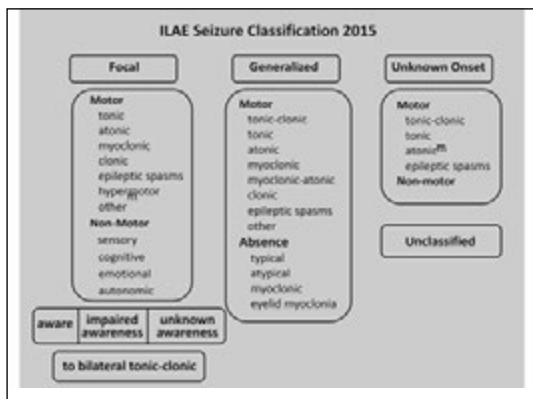 ILAE Seizure Classification 2015
Focal
Motor
tonic
atonic
myoclonic
clonic
epileptic spasms
hypermotor
m
other
Non-Motor
sensory
cognitive
emotional
autonomic
aware
impaired awareness
unknown awareness
to bilateral tonic-clonic
Generalized
Motor
tonic-clonic
tonic
atonic
myoclonic
myoclonic-atonic
clonic
epileptic spasms
other
Absence
typical
atypical
myoclonic
eyelid myoclonia
Unknown Onset
Motor
tonic-clonic
tonic
atonic m
epileptic spasms
Non-motor
Unclassified